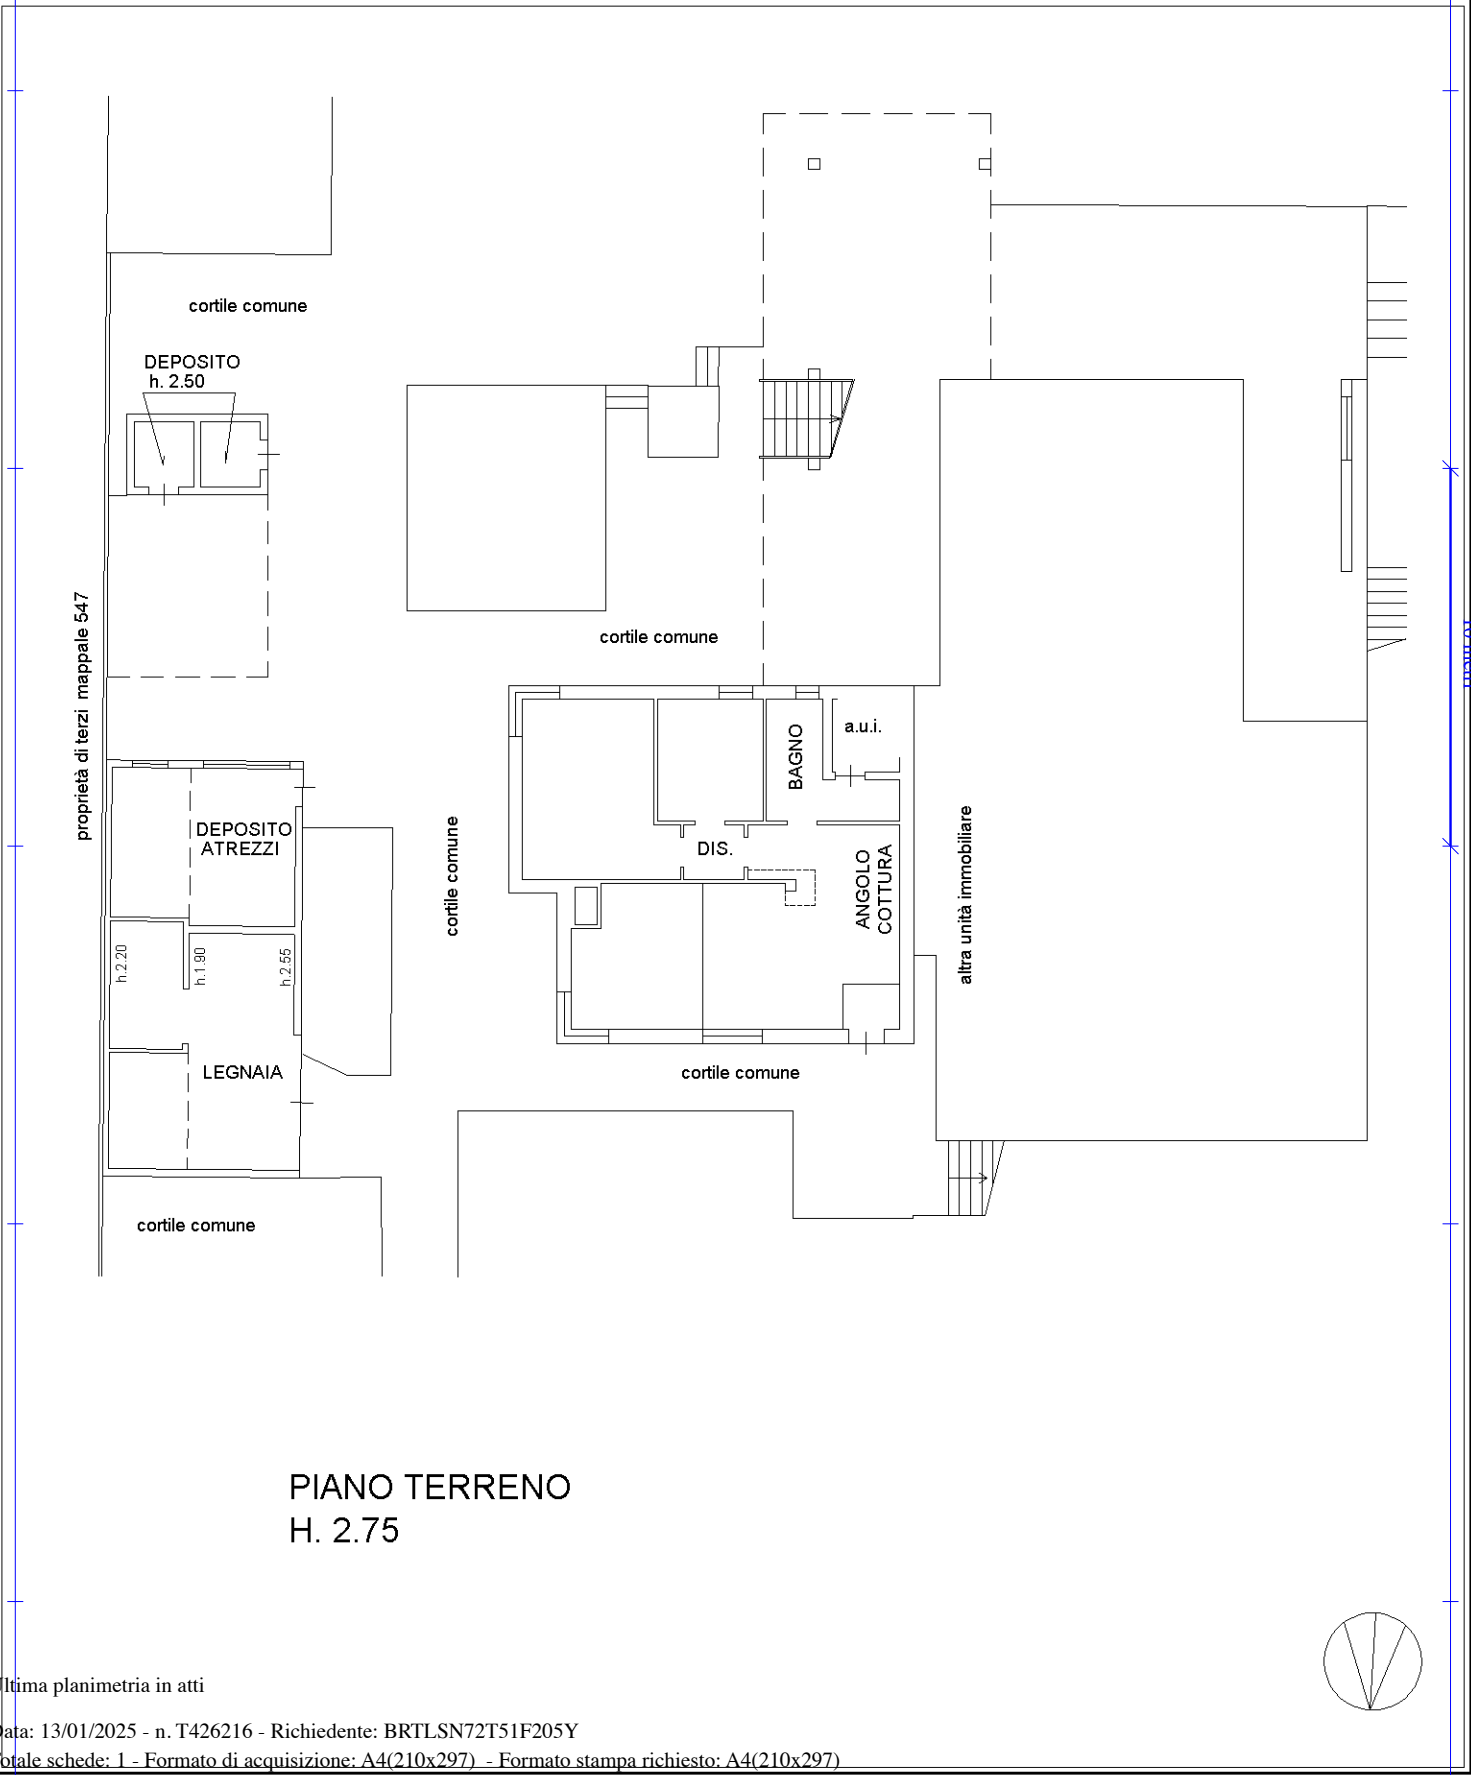 cortile comune
DEPOSITO
h. 2.50
proprietà di terzi mappale 547
cortile comune
BAGNO
a.u.i.
DEPOSITO
ATREZZI
cortile comune
DIS.
ANGOLO
COTTURA
altra unità immobiliare
h.2.20
h.1.90
h.2.55
LEGNAIA
cortile comune
cortile comune
PIANO TERRENO
H. 2.75
ltima planimetria in atti
ata: 13/01/2025 - n. T426216 - Richiedente: BRTLSN72T51F205Y
otale schede: 1 - Formato di acquisizione: A4(210x297) - Formato stampa richiesto: A4(210x297)